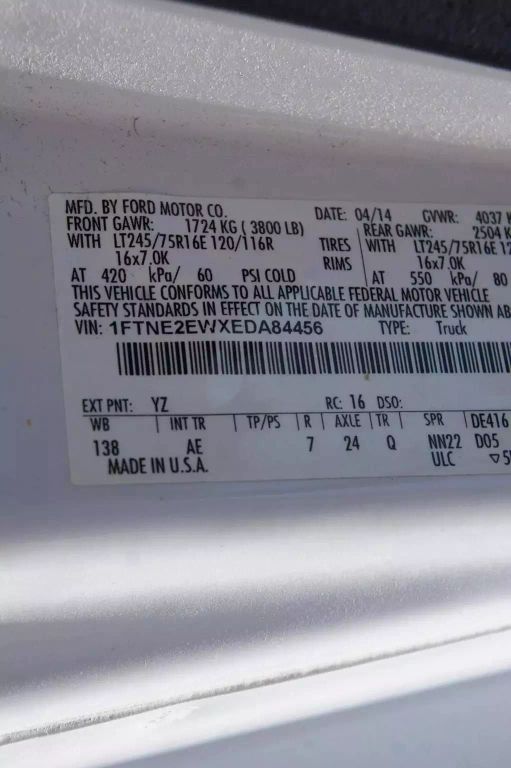 MFD. BY FORD MOTOR CO. DATE: 04/14 GVWR: 4037
FRONT GAWR: 1724 KG ( 3800 LB) REAR GAWR: 2504
WITH LT245/75R16E 120/116R TIRES WITH LT245/75R16E
16x7.0K RIMS 16x7.0K
AT 420 kPa/ 60 PSI COLD AT 550 kPa/ 80
THIS VEHICLE CONFORMS TO ALL APPLICABLE FEDERAL MOTOR VEHICLE
SAFETY STANDARDS IN EFFECT ON THE DATE OF MANUFACTURE SHOWN
VIN: 1FTNE2EWXEDA84456 TYPE: Truck
EXT PNT: YZ RC: 16 DSO:
WB INT TR TP/PS R AXLE TR SPR DE416
138 AE 7 24 Q NN22 D05
MADE IN U.S.A. ULC